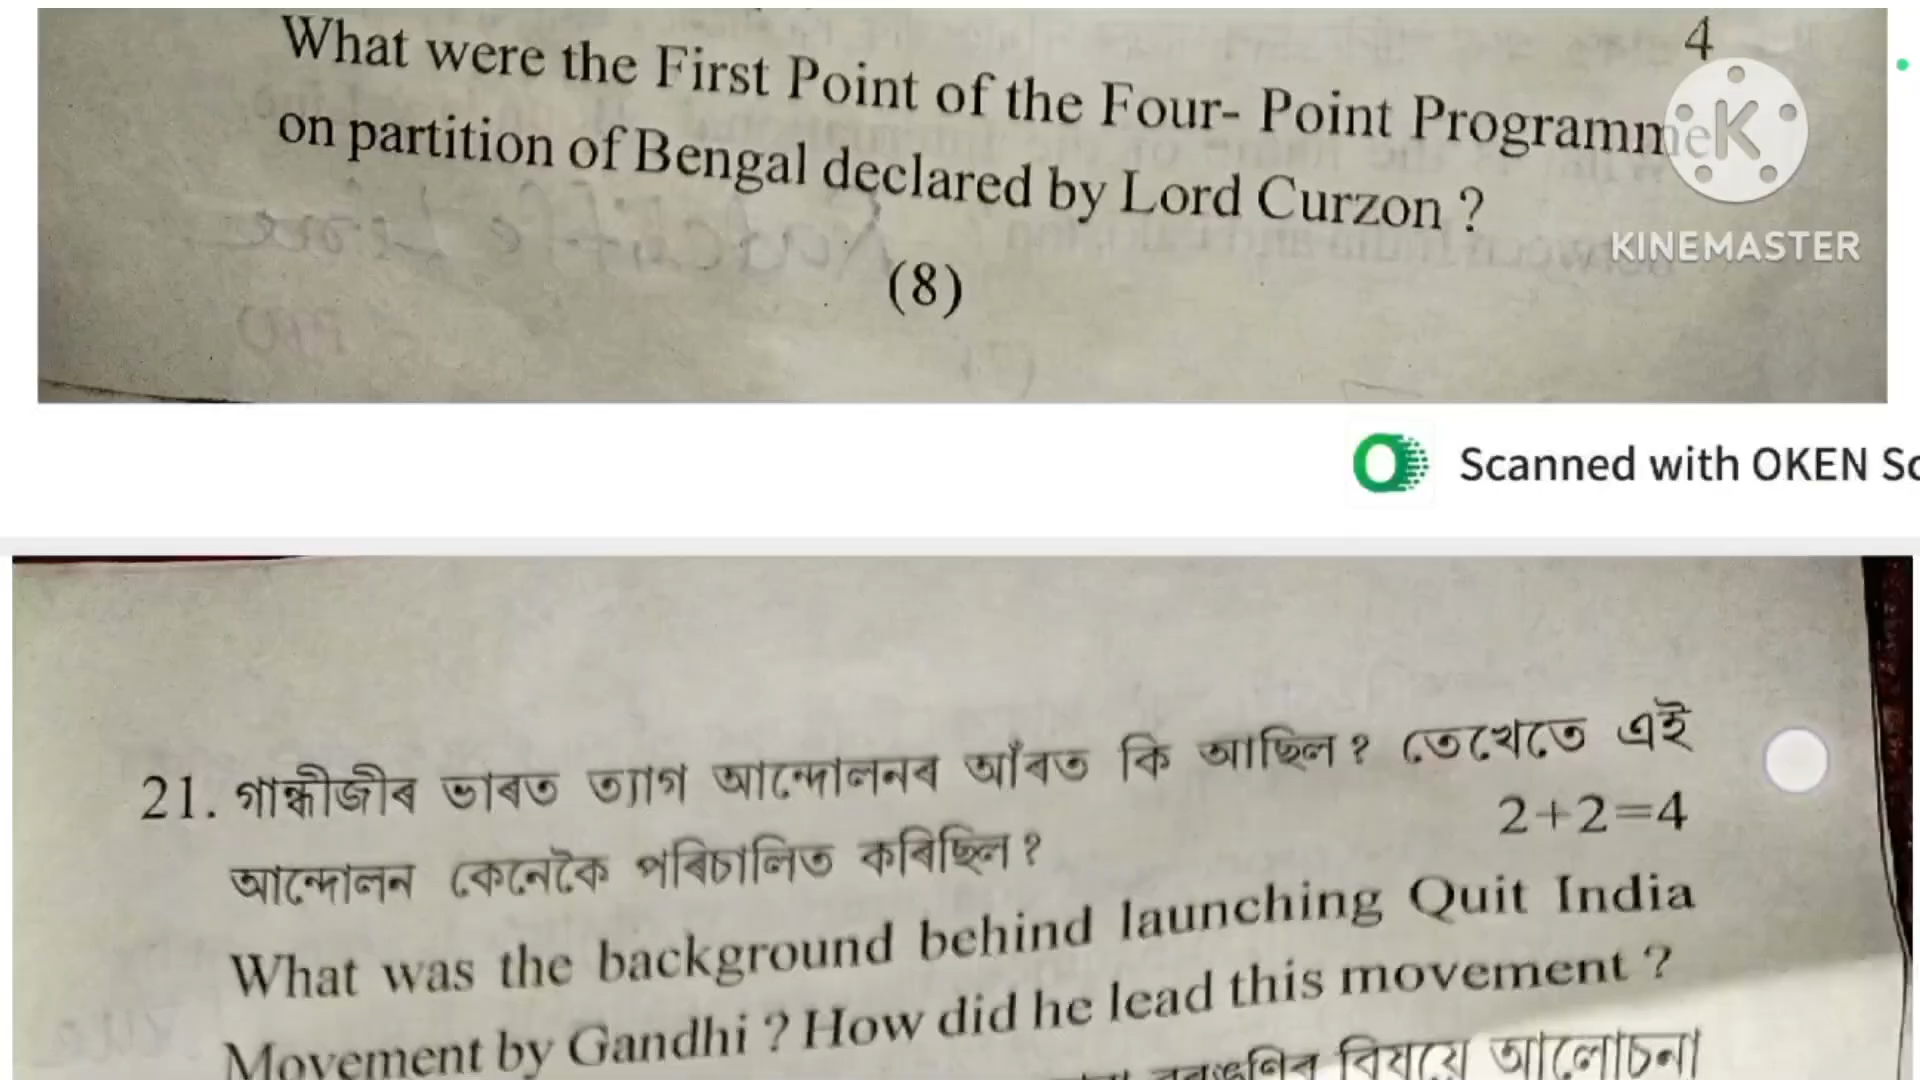 4
What were the First Point of the Four- Point Programme
on partition of Bengal declared by Lord Curzon ?
(8)
KINEMASTER
Scanned with OKEN Sc
21. গান্ধীজীৰ ভাৰত ত্যাগ আন্দোলনৰ আঁৰত কি আছিল ? তেখেতে এই
আন্দোলন কেনেকৈ পৰিচালিত কৰিছিল ?
2+2=4
What was the background behind launching Quit India
Movement by Gandhi ? How did he lead this movement ?
বিষয়ে আলোচনা